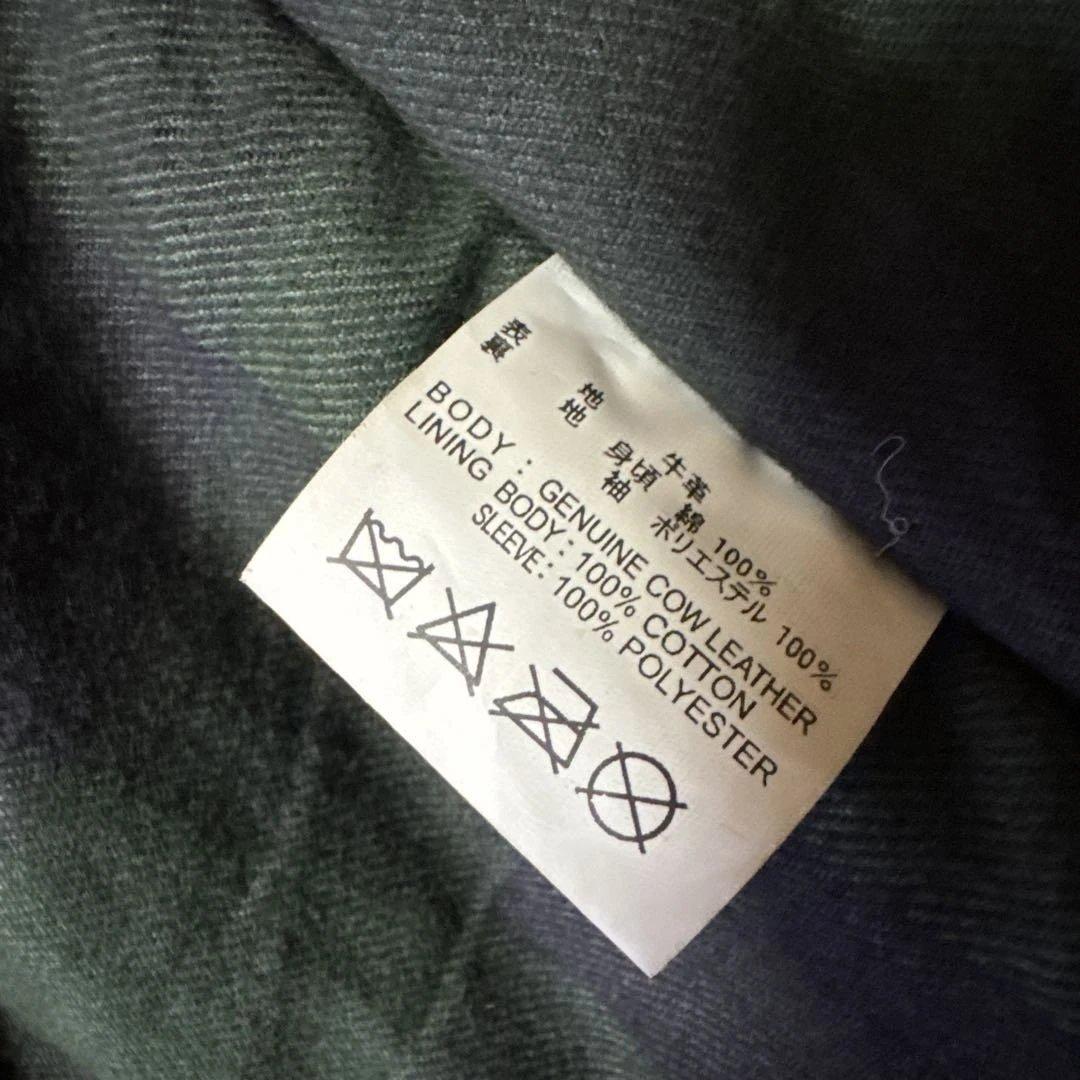 表 地 牛革
裏 地 身頃 綿 100%
袖 ポリエステル 100%
BODY : GENUINE COW LEATHER
LINING BODY : 100% COTTON
SLEEVE : 100% POLYESTER